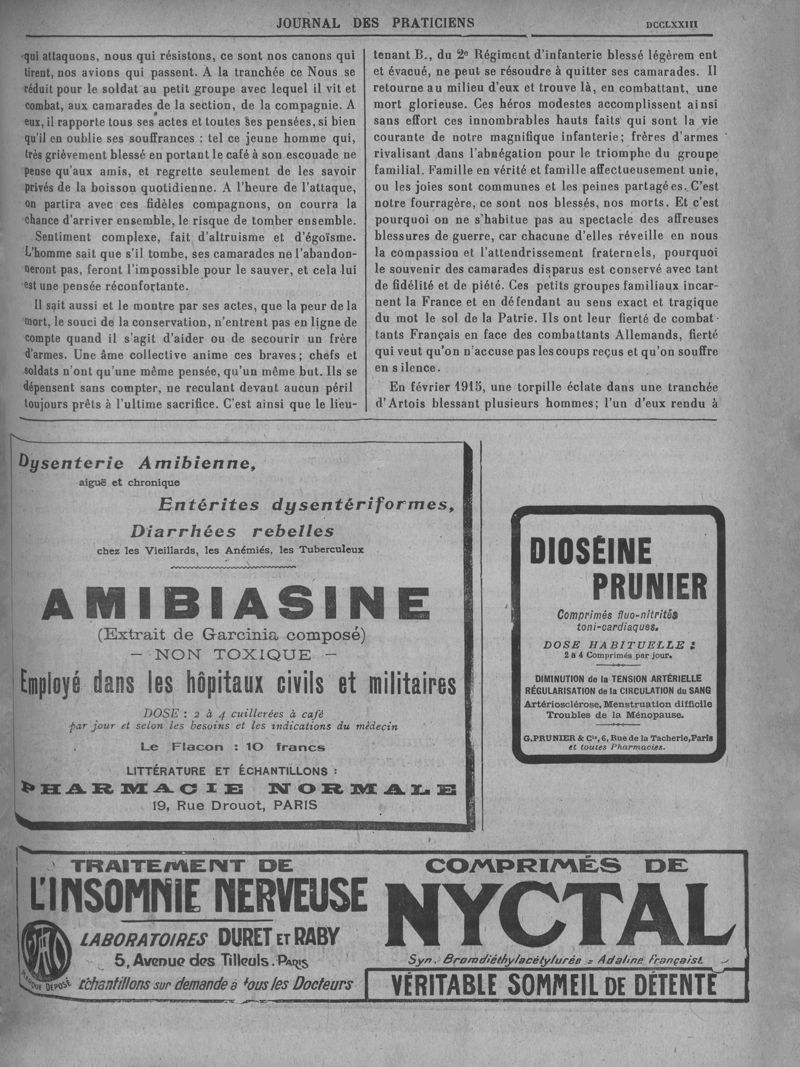 JOURNAL DES PRATICIENS
DCCLXXIII
qui attaquons, nous qui résistons, ce sont nos canons qui
tirent, nos avions qui passent. A la tranchée ce Nous se
réduit pour le soldat au petit groupe avec lequel il vit et
combat, aux camarades de la section, de la compagnie. A
eux, il rapporte tous ses actes et toutes ses pensées, si bien
qu'il en oublie ses souffrances : tel ce jeune homme qui,
très grièvement blessé en portant le café à son escouade ne
pense qu'aux amis, et regrette seulement de les savoir
privés de la boisson quotidienne. A l'heure de l'attaque,
on partira avec ces fidèles compagnons, on courra la
chance d'arriver ensemble, le risque de tomber ensemble.
Sentiment complexe, fait d'altruisme et d'égoïsme.
L'homme sait que s'il tombe, ses camarades ne l'abandon-
neront pas, feront l'impossible pour le sauver, et cela lui
est une pensée réconfortante.
Il sait aussi et le montre par ses actes, que la peur de la
mort, le souci de la conservation, n'entrent pas en ligne de
compte quand il s'agit d'aider ou de secourir un frère
d'armes. Une âme collective anime ces braves ; chefs et
soldats n'ont qu'une même pensée, qu'un même but. Ils se
dépensent sans compter, ne reculant devant aucun péril
toujours prêts à l'ultime sacrifice. C'est ainsi que le lieu-
tenant B., du 2e Régiment d'infanterie blessé légèrem ent
et évacué, ne peut se résoudre à quitter ses camarades. Il
retourne au milieu d'eux et trouve là, en combattant, une
mort glorieuse. Ces héros modestes accomplissent ainsi
sans effort ces innombrables hauts faits qui sont la vie
courante de notre magnifique infanterie ; frères d'armes
rivalisant dans l'abnégation pour le triomphe du groupe
familial. Famille en vérité et famille affectueusement unie,
ou les joies sont communes et les peines partagées. C'est
notre fourragère, ce sont nos blessés, nos morts. Et c'est
pourquoi on ne s'habitue pas au spectacle des affreuses
blessures de guerre, car chacune d'elles réveille en nous
la compassion et l'attendrissement fraternels, pourquoi
le souvenir des camarades disparus est conservé avec tant
de fidélité et de piété. Ces petits groupes familiaux incar-
nent la France et en défendant au sens exact et tragique
du mot le sol de la Patrie. Ils ont leur fierté de combat-
tants Français en face des combattants Allemands, fierté
qui veut qu'on n'accuse pas les coups reçus et qu'on souffre
en silence.
En février 1915, une torpille éclate dans une tranchée
d'Artois blessant plusieurs hommes ; l'un d'eux rendu à
Dysenterie Amibienne,
aiguë et chronique
Entérites dysentériformes,
Diarrhées rebelles
chez les Vieillards, les Anémiés, les Tuberculeux
AMIBIASINE
(Extrait de Garcinia composé)
— NON TOXIQUE —
Employé dans les hôpitaux civils et militaires
DOSE : 2 à 4 cuillerées à café
par jour et selon les besoins et les indications du médecin
Le Flacon : 10 francs
LITTÉRATURE ET ÉCHANTILLONS :
PHARMACIE NORMALE
19, Rue Drouot, PARIS
DIOSÉINE
PRUNIER
Comprimés fluo-nitrités
toni-cardiaques.
DOSE HABITUELLE :
2 à 4 Comprimés par jour.
DIMINUTION de la TENSION ARTÉRIELLE
RÉGULARISATION de la CIRCULATION du SANG
Artériosclérose, Menstruation difficile
Troubles de la Ménopause.
G. PRUNIER & Cie, 6, Rue de la Tacherie, Paris
et toutes Pharmacies.
TRAITEMENT DE
L'INSOMNIE NERVEUSE
LABORATOIRES DURET ET RABY
5, Avenue des Tilleuls. PARIS
DÉPOSÉ
Échantillons sur demande à tous les Docteurs
COMPRIMÉS DE
NYCTAL
Syn. Bromdiéthylacétylurée = Adaline Français
VÉRITABLE SOMMEIL DE DÉTENTE